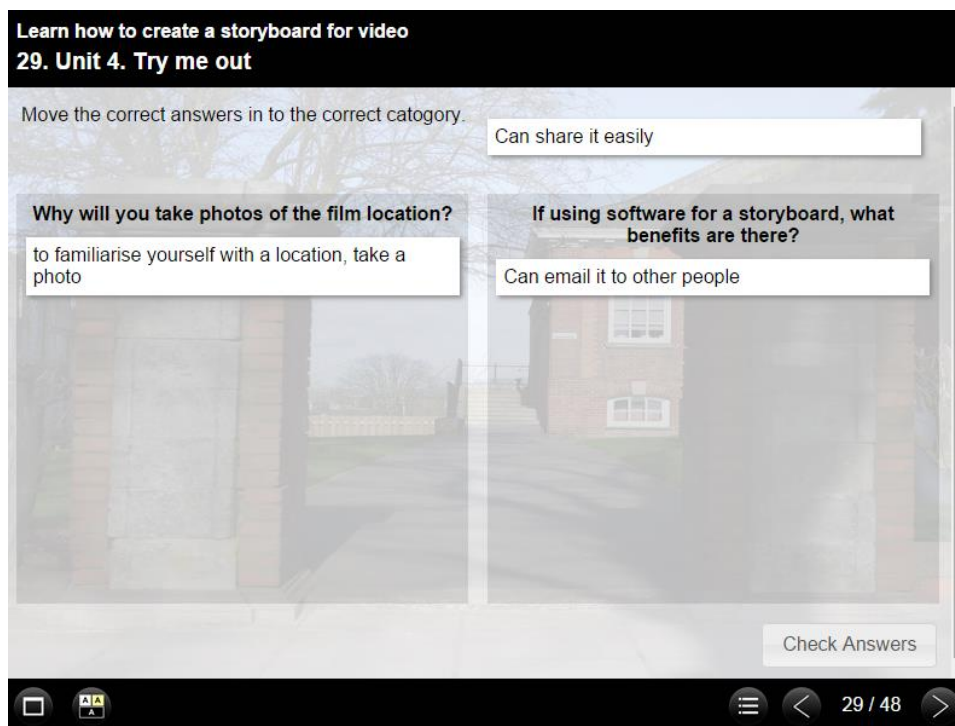 Learn how to create a storyboard for video
29. Unit 4. Try me out
Move the correct answers in to the correct catogory.
Can share it easily
Why will you take photos of the film location?
to familiarise yourself with a location, take a
photo
If using software for a storyboard, what
benefits are there?
Can email it to other people
Check Answers
A A
A
29 / 48